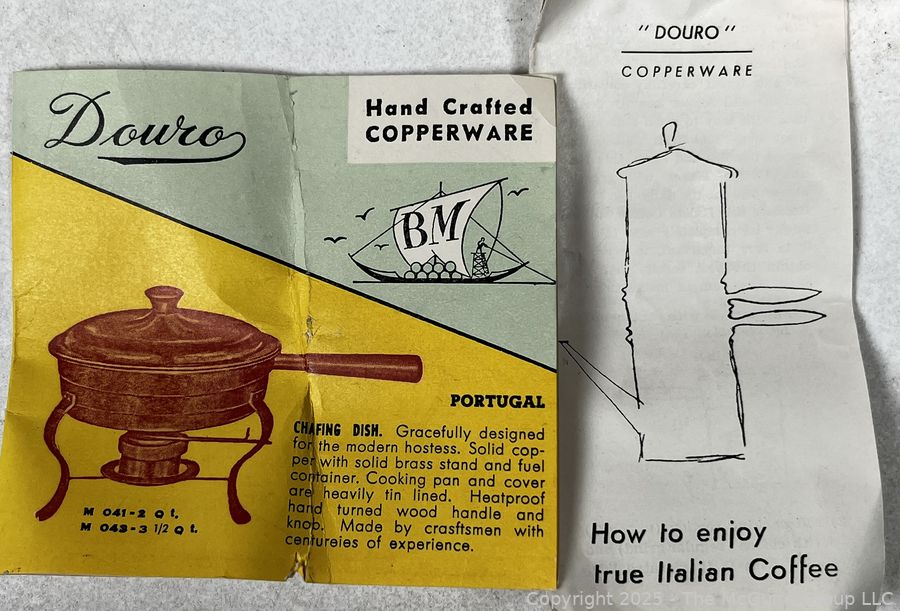 Douro
Hand Crafted
COPPERWARE
BM
PORTUGAL
CHAFING DISH. Gracefully designed
for the modern hostess. Solid cop-
per with solid brass stand and fuel
container. Cooking pan and cover
are heavily tin lined. Heatproof
hand turned wood handle and
knob. Made by crasftsmen with
centureies of experience.
M 041-2 Q t.
M 043-3 1/2 Q t.
" DOURO "
COPPERWARE
How to enjoy
true Italian Coffee
Copyright 2025 - The McGuire Group LLC